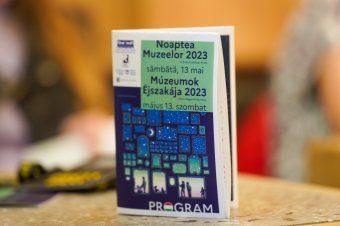 Noaptea
Muzeelor 2023
sâmbătă, 13 mai
Múzeumok
Éjszakája 2023
május 13. szombat
PROGRAM